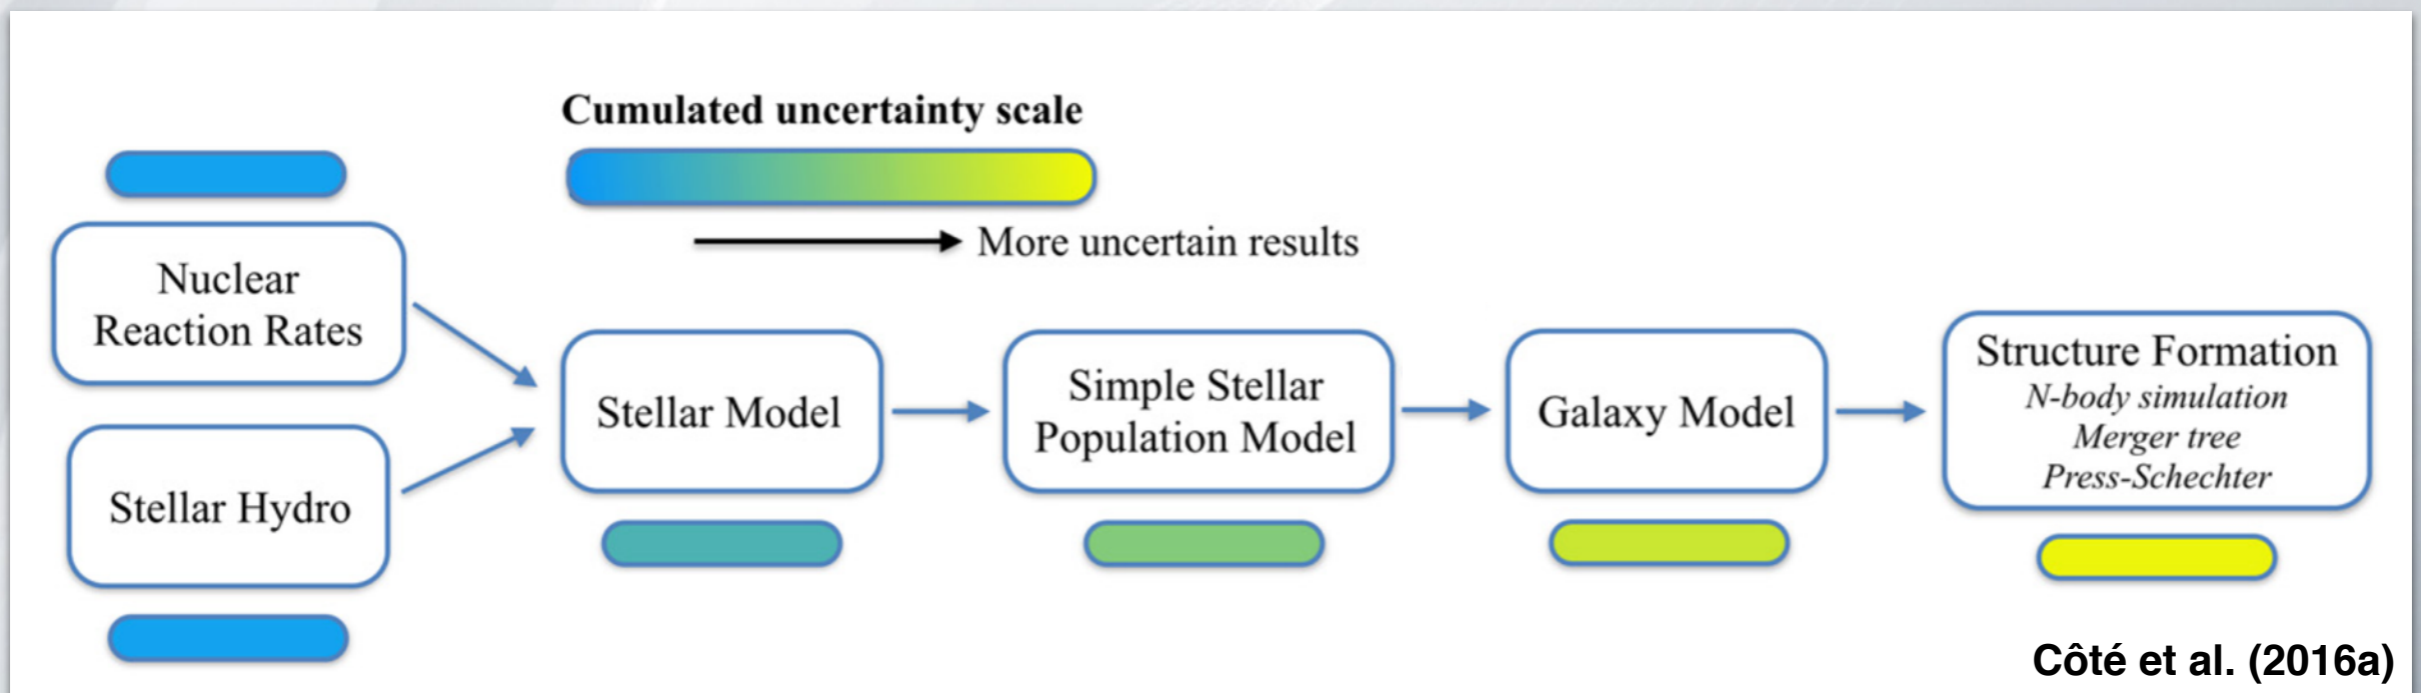 Cumulated uncertainty scale
More uncertain results
Nuclear
Reaction Rates
Stellar Hydro
Stellar Model
Simple Stellar
Population Model
Galaxy Model
Structure Formation
N-body simulation
Merger tree
Press-Schechter
Côté et al. (2016a)